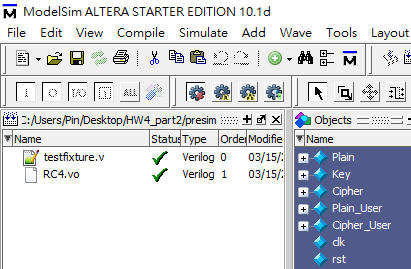 ModelSim ALTERA STARTER EDITION 10.1d
File Edit View Compile Simulate Add Wave Tools Layout
ALL
C:/Users/Pin/Desktop/HW4_part2/presim
Name Status Type Order Modifie
testfixture.v Verilog 0 03/15/2
RC4.vo Verilog 1 03/15/2
Objects
Name
Plain
Key
Cipher
Plain_User
Cipher_User
clk
rst